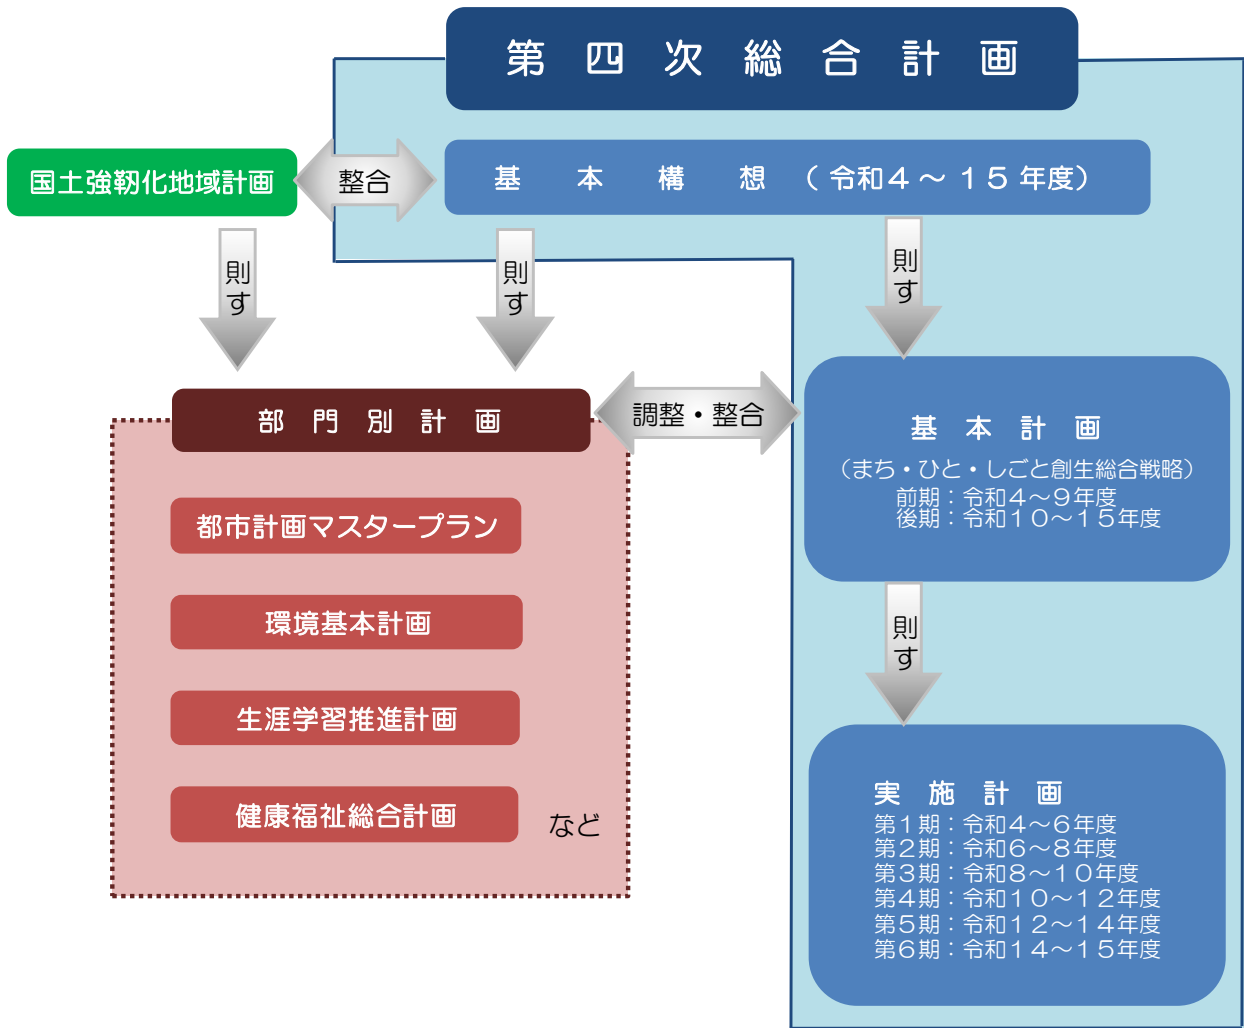 第四次総合計画
国土強靭化地域計画
整合
基本構想（令和４～１５年度）
則す
則す
則す
部門別計画
調整・整合
基本計画
（まち・ひと・しごと創生総合戦略）
前期：令和４～９年度
後期：令和１０～１５年度
都市計画マスタープラン
環境基本計画
則す
生涯学習推進計画
健康福祉総合計画
など
実施計画
第１期：令和４～６年度
第２期：令和６～８年度
第３期：令和８～１０年度
第４期：令和１０～１２年度
第５期：令和１２～１４年度
第６期：令和１４～１５年度